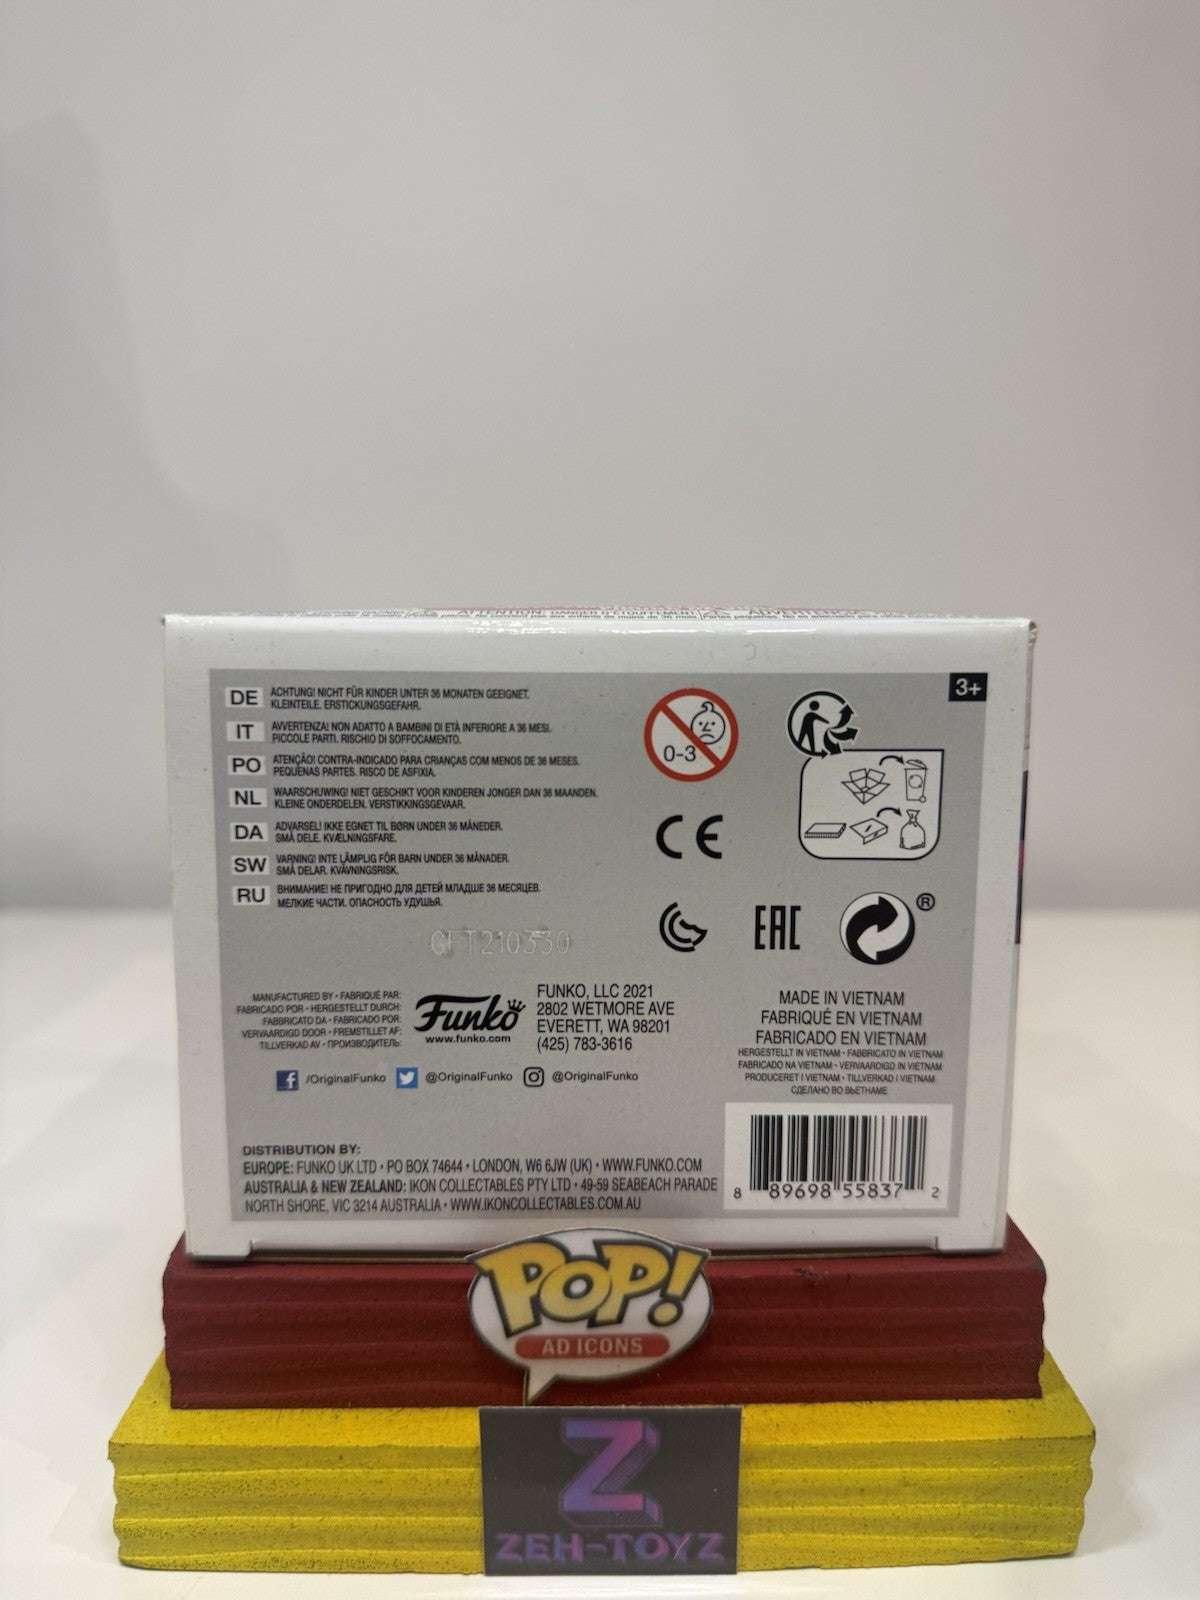 ATTENTION: DANGER D'ÉTOUFFEMENT
3+
DE ACHTUNG! NICHT FÜR KINDER UNTER 36 MONATEN GEEIGNET.
KLEINTEILE. ERSTICKUNGSGEFAHR.
IT AVVERTENZA! NON ADATTO A BAMBINI DI ETÀ INFERIORE A 36 MESI.
PICCOLE PARTI. RISCHIO DI SOFFOCAMENTO.
PO ATENÇÃO! CONTRA-INDICADO PARA CRIANÇAS COM MENOS DE 36 MESES.
PEQUENAS PARTES. RISCO DE ASFIXIA.
NL WAARSCHUWING! NIET GESCHIKT VOOR KINDEREN JONGER DAN 36 MAANDEN.
KLEINE ONDERDELEN. VERSTIKKINGSGEVAAR.
DA ADVARSEL! IKKE EGNET TIL BØRN UNDER 36 MÅNEDER.
SMÅ DELE. KVÆLNINGSFARE.
SW VARNING! INTE LÄMPLIG FÖR BARN UNDER 36 MÅNADER.
SMÅ DELAR. KVÄVNINGSRISK.
RU ВНИМАНИЕ! НЕ ПРИГОДНО ДЛЯ ДЕТЕЙ МЛАДШЕ 36 МЕСЯЦЕВ.
МЕЛКИЕ ЧАСТИ. ОПАСНОСТЬ УДУШЬЯ.
0-3
CE
EAC
®
GFT210330
MANUFACTURED BY • FABRIQUÉ PAR:
FABRICADO POR • HERGESTELLT DURCH:
FABBRICATO DA • FABRICADO POR:
VERVAARDIGD DOOR • FREMSTILLET AF:
TILLVERKAD AV • ПРОИЗВОДИТЕЛЬ:
Funko
www.funko.com
FUNKO, LLC 2021
2802 WETMORE AVE
EVERETT, WA 98201
(425) 783-3616
/OriginalFunko @OriginalFunko @OriginalFunko
MADE IN VIETNAM
FABRIQUÉ EN VIETNAM
FABRICADO EN VIETNAM
HERGESTELLT IN VIETNAM • FABBRICATO IN VIETNAM
FABRICADO NA VIETNAM • VERVAARDIGD IN VIETNAM
PRODUCERET I VIETNAM • TILLVERKAD I VIETNAM
СДЕЛАНО ВО ВЬЕТНАМЕ
DISTRIBUTION BY:
EUROPE: FUNKO UK LTD • PO BOX 74644 • LONDON, W6 6JW (UK) • WWW.FUNKO.COM
AUSTRALIA & NEW ZEALAND: IKON COLLECTABLES PTY LTD • 49-59 SEABEACH PARADE
NORTH SHORE, VIC 3214 AUSTRALIA • WWW.IKONCOLLECTABLES.COM.AU
8 89698 55837 2
POP!
AD ICONS
Z
ZEH-TOYZ